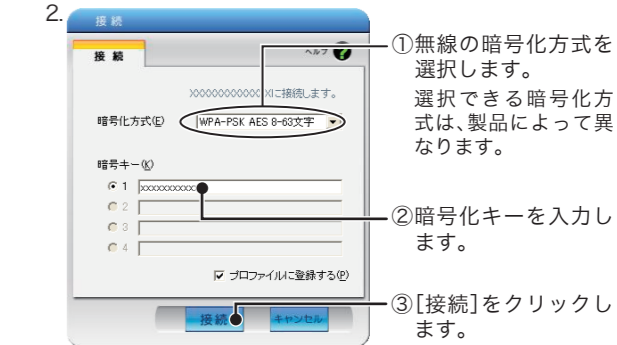 2.
接続
接 続
ヘルプ ?
XXXXXXXXXXXXXに接続します。
暗号化方式(E)
WPA-PSK AES 8-63文字
暗号キー(K)
1 xxxxxxxxxxx
2
3
4
プロファイルに登録する(P)
接続
キャンセル
①無線の暗号化方式を
選択します。
選択できる暗号化方
式は、製品によって異
なります。
②暗号化キーを入力し
ます。
③[接続]をクリックし
ます。